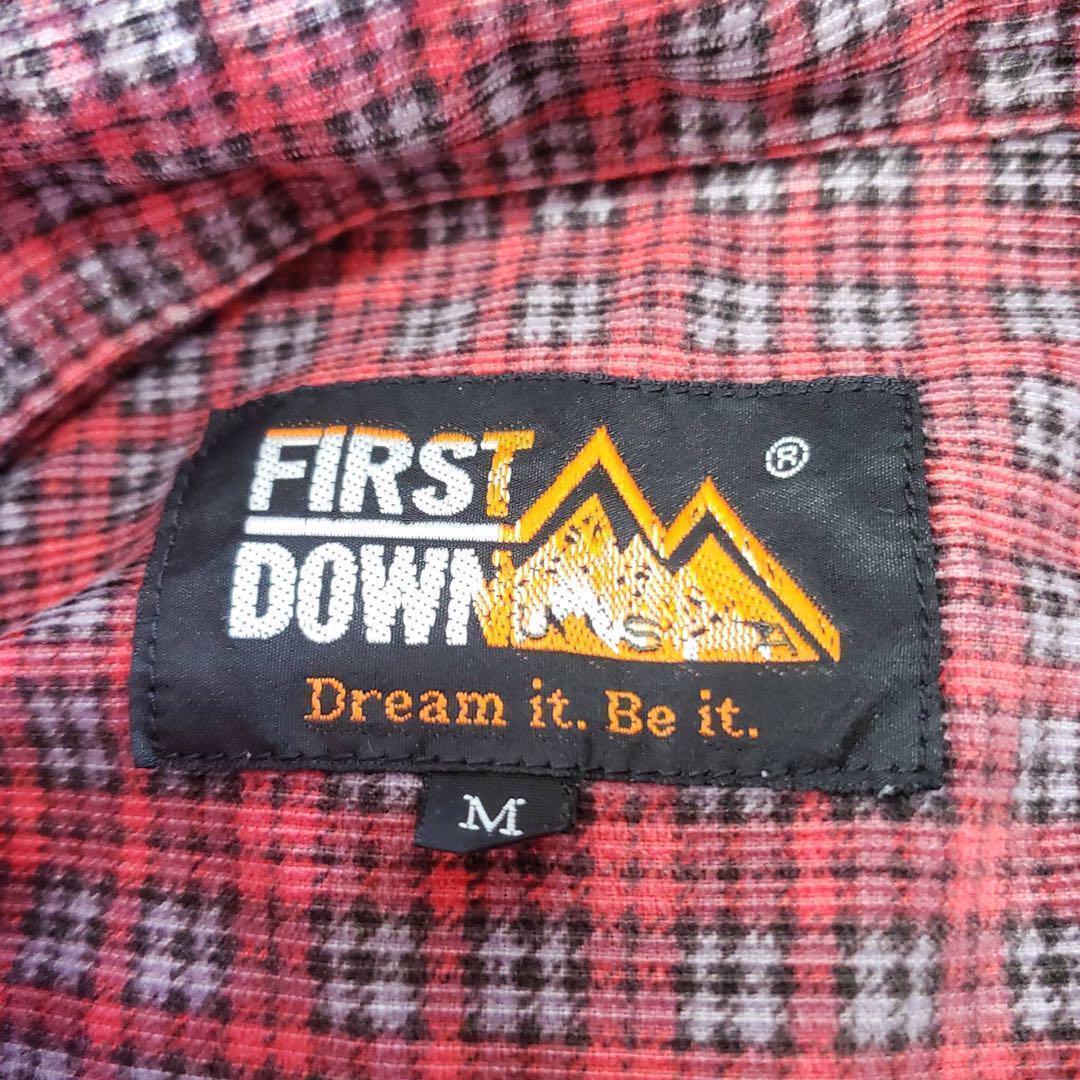 FIRST
®
DOWN
Dream it. Be it.
M